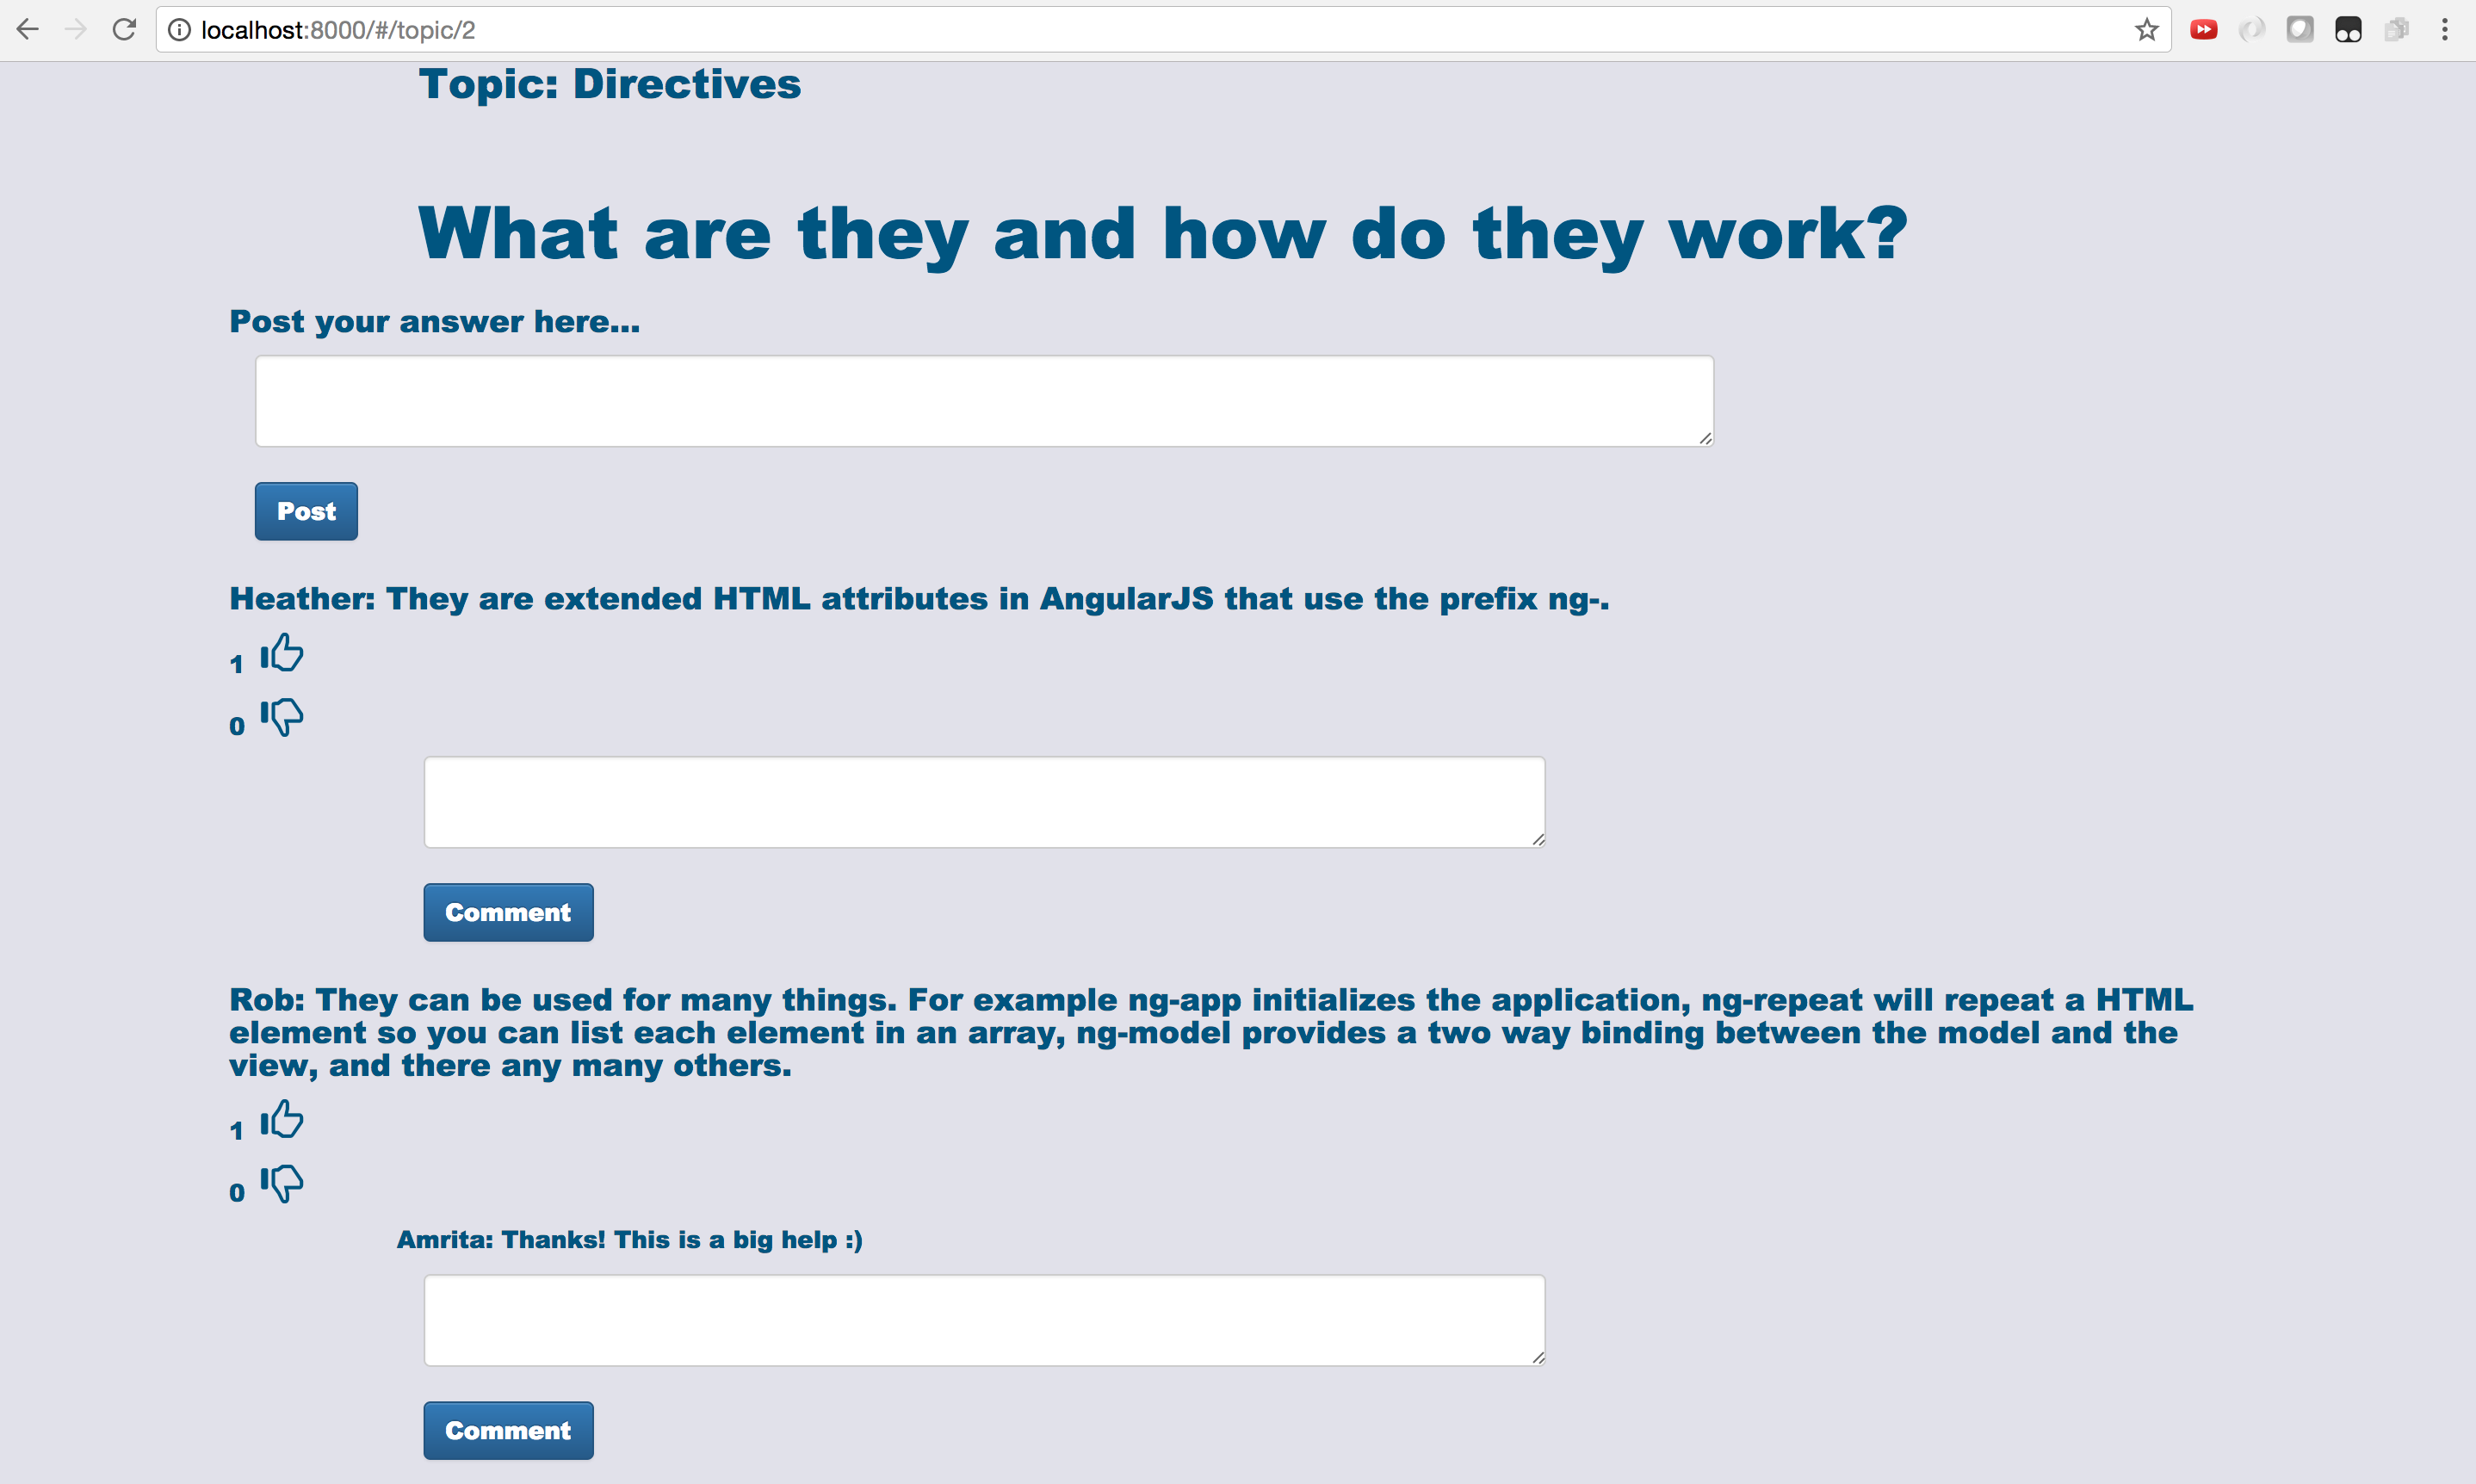 localhost:8000/#/topic/2
Topic: Directives
What are they and how do they work?
Post your answer here...
Post
Heather: They are extended HTML attributes in AngularJS that use the prefix ng-.
1
0
Comment
Rob: They can be used for many things. For example ng-app initializes the application, ng-repeat will repeat a HTML
element so you can list each element in an array, ng-model provides a two way binding between the model and the
view, and there any many others.
1
0
Amrita: Thanks! This is a big help :)
Comment